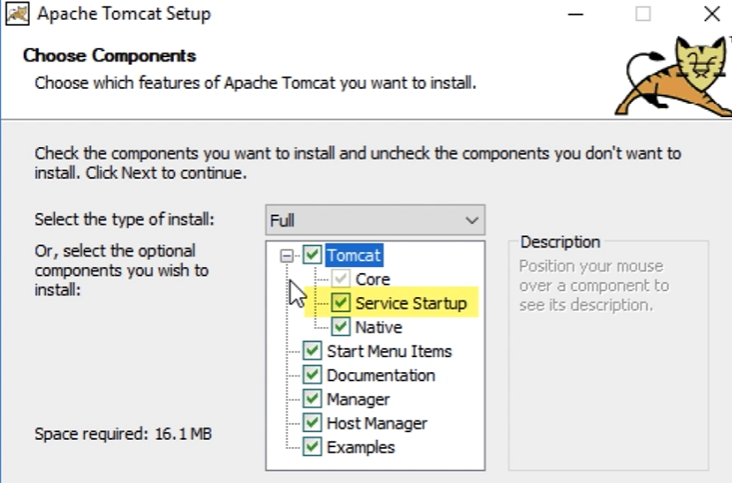 Apache Tomcat Setup
Choose Components
Choose which features of Apache Tomcat you want to install.
Check the components you want to install and uncheck the components you don't want to
install. Click Next to continue.
Select the type of install:
Full
Or, select the optional
components you wish to
install:
Tomcat
Core
Service Startup
Native
Start Menu Items
Documentation
Manager
Host Manager
Examples
Description
Position your mouse
over a component to
see its description.
Space required: 16.1 MB